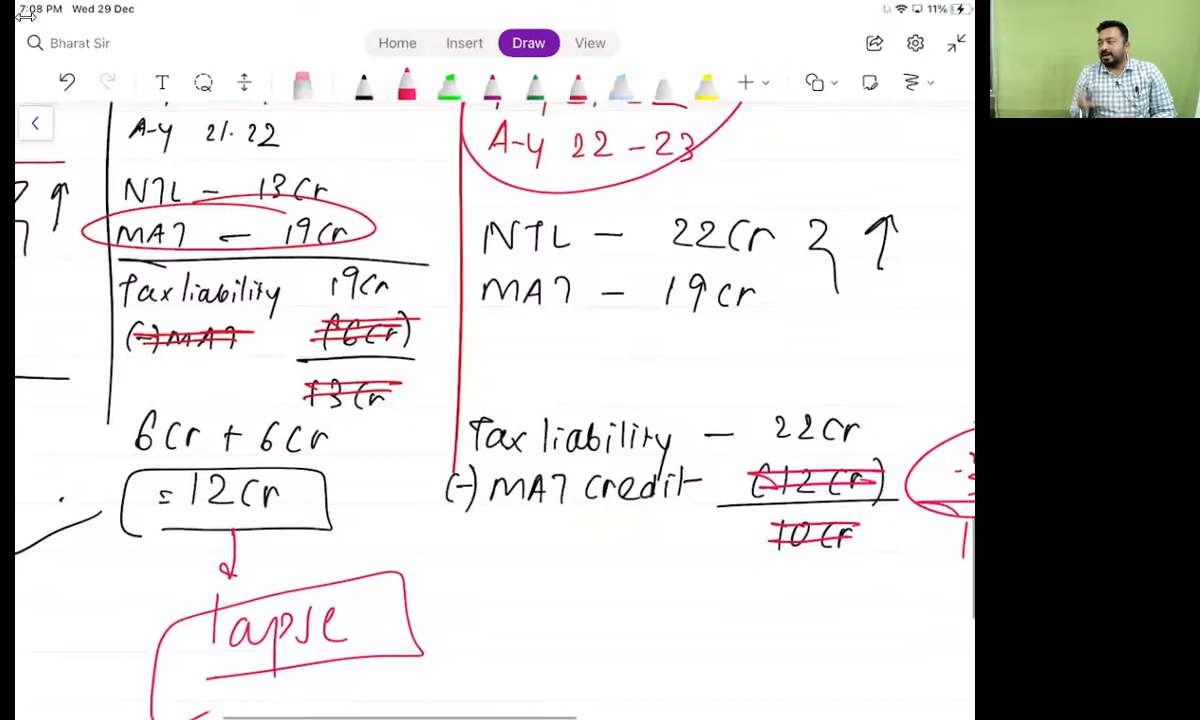 7:08 PM Wed 29 Dec
11%
Bharat Sir
Home Insert Draw View
A-y 21.22
NTL - 13Cr
MAT - 19Cr
Tax liability 19Cr
(-) MAT (6Cr)
13Cr
6Cr + 6Cr
= 12Cr
lapse
A-y 22-23
NTL - 22Cr
MAT - 19Cr
Tax liability - 22Cr
(-) MAT credit (12Cr)
10Cr